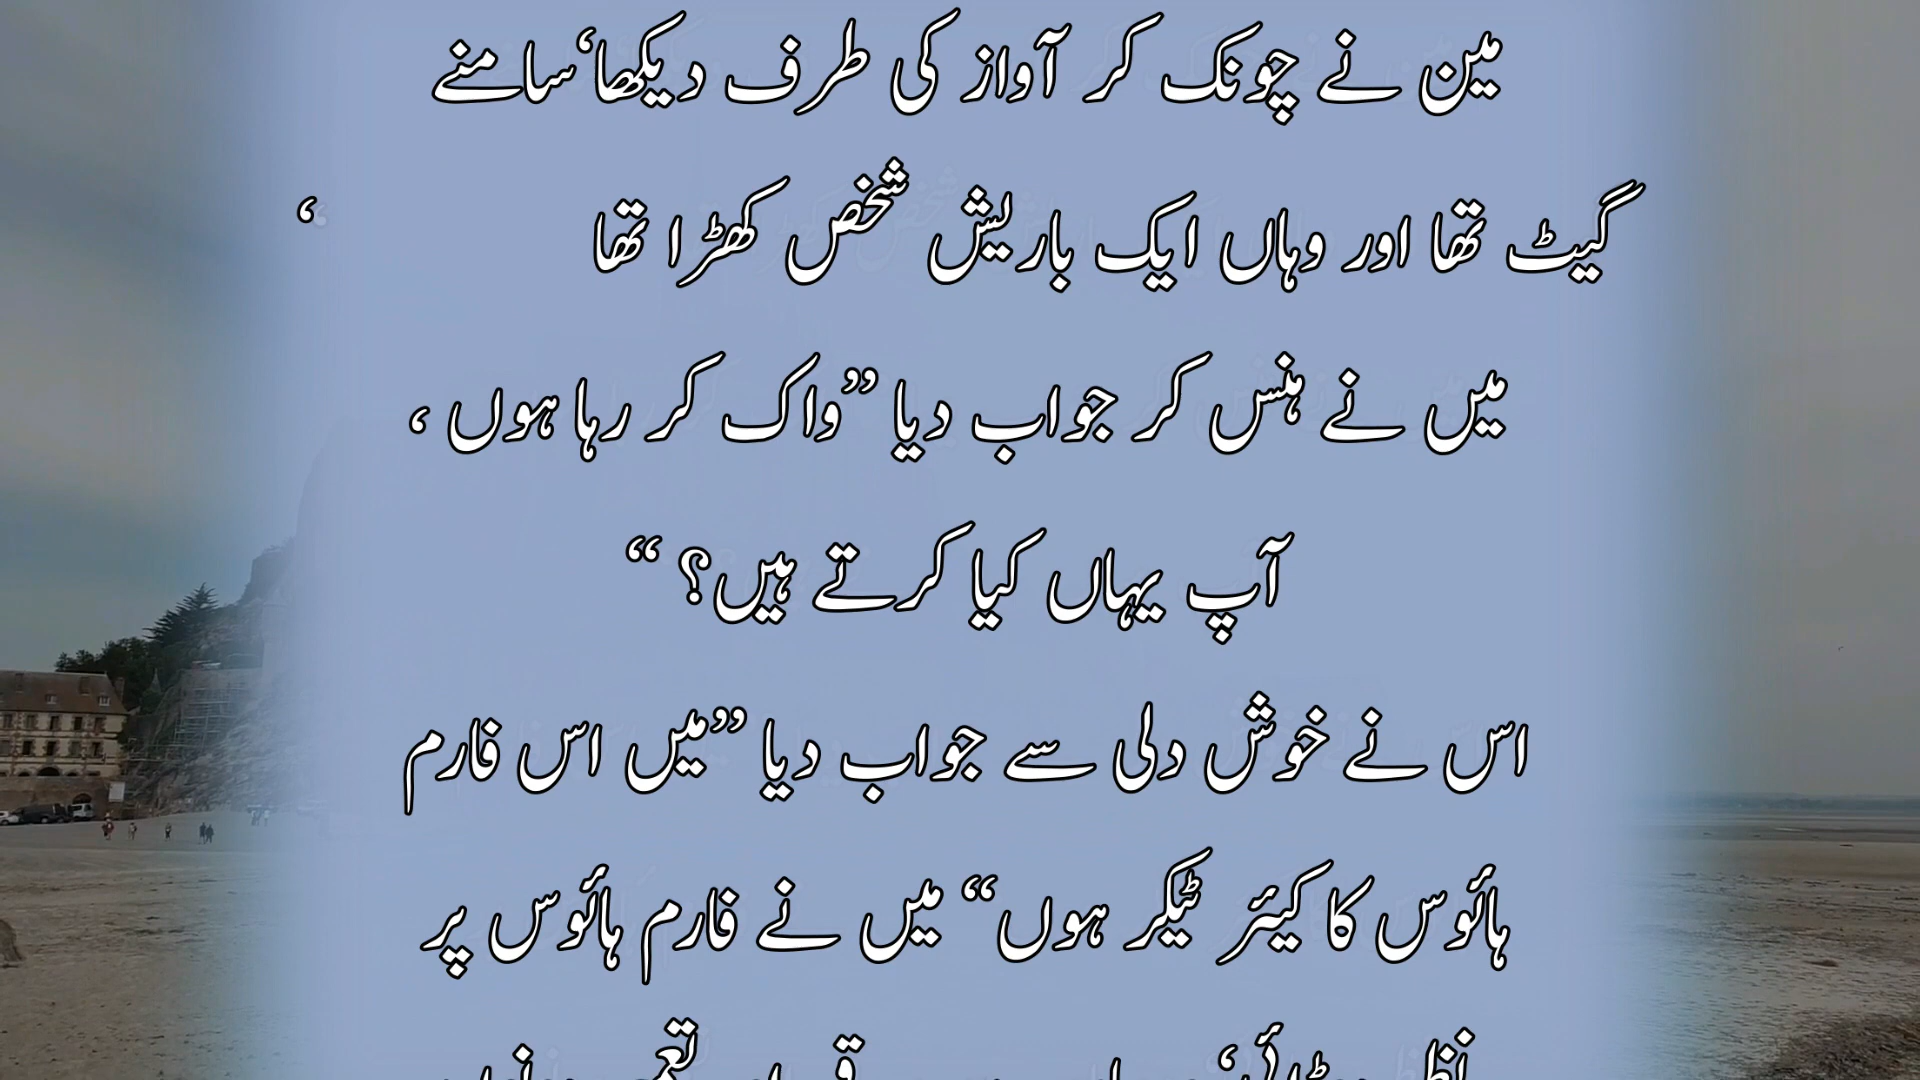 مین نے چونک کر آواز کی طرف دیکھا‘سامنے
گیٹ تھا اور وہاں ایک باریش شخص کھڑا تھا ‘
میں نے ہنس کر جواب دیا ”واک کر رہا ہوں ،
آپ یہاں کیا کرتے ہیں؟ “
اس نے خوش دلی سے جواب دیا ”میں اس فارم
ہائوس کا کیئر ٹیکر ہوں“ میں نے فارم ہائوس پر